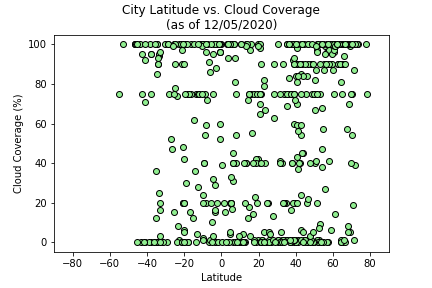 City Latitude vs. Cloud Coverage
(as of 12/05/2020)
100
80
60
40
20
0
Cloud Coverage (%)
−80 −60 −40 −20 0 20 40 60 80
Latitude